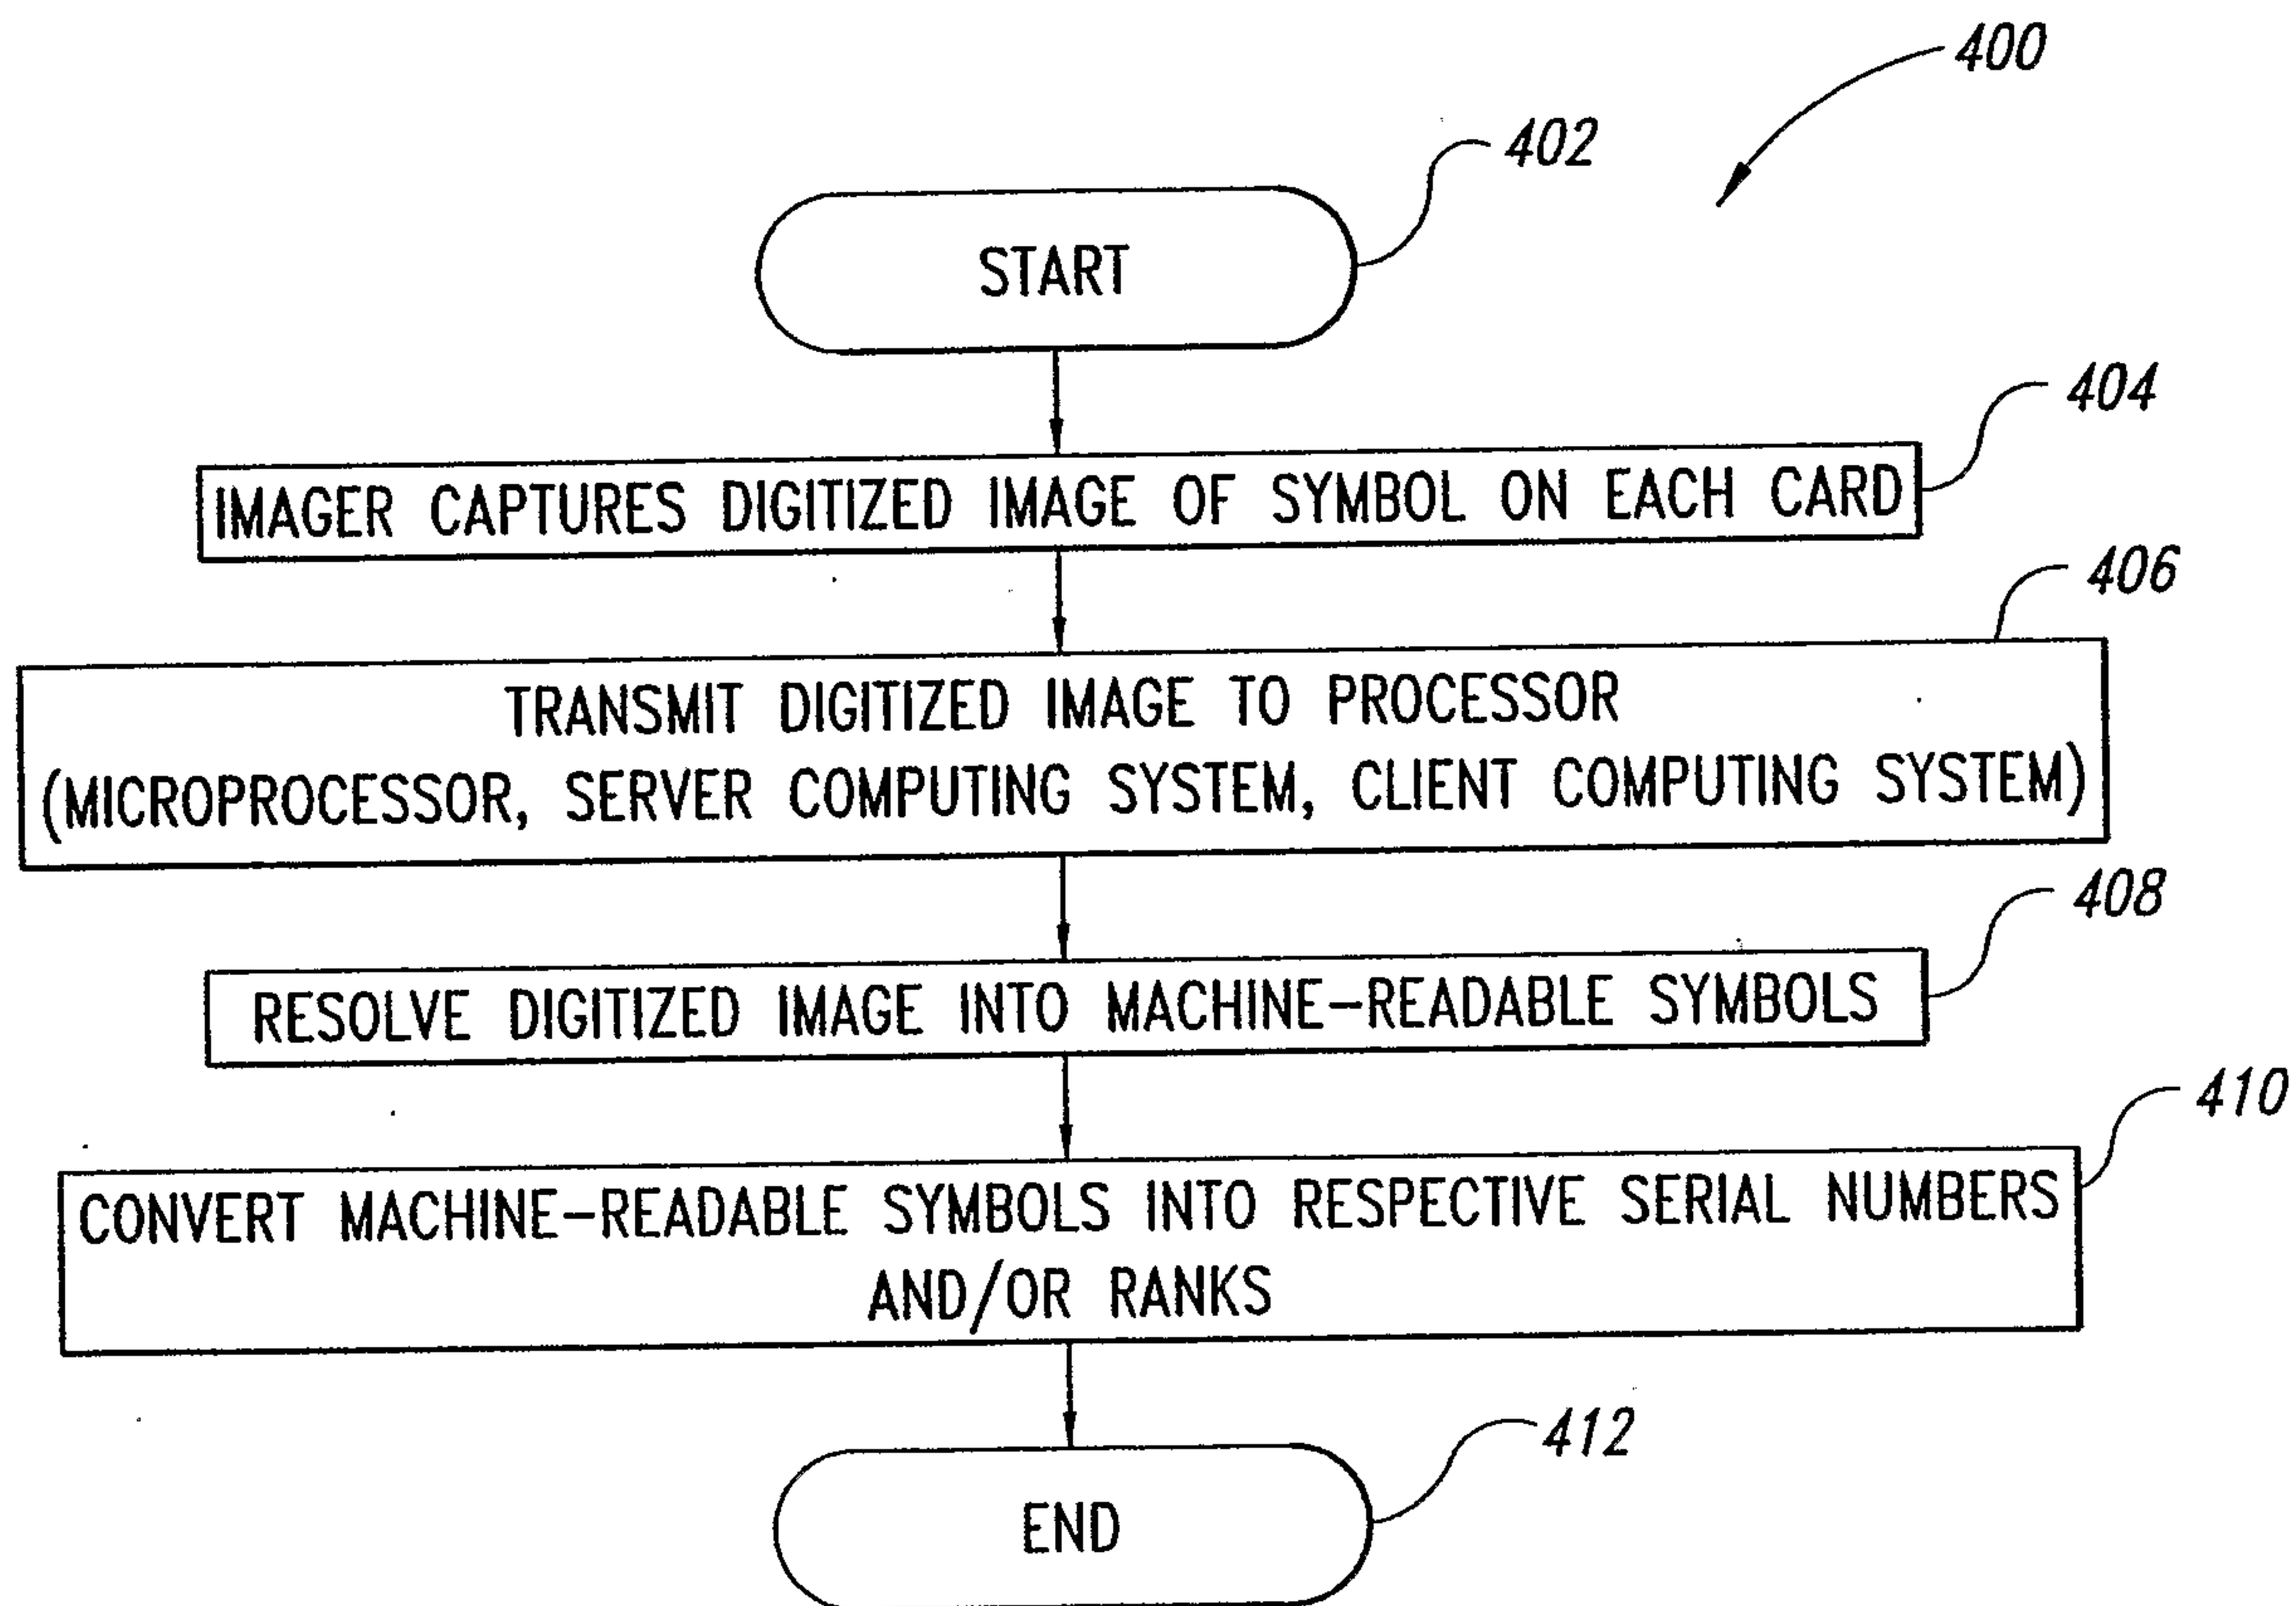 400
402
START
404
IMAGER CAPTURES DIGITIZED IMAGE OF SYMBOL ON EACH CARD
406
TRANSMIT DIGITIZED IMAGE TO PROCESSOR
(MICROPROCESSOR, SERVER COMPUTING SYSTEM, CLIENT COMPUTING SYSTEM)
408
RESOLVE DIGITIZED IMAGE INTO MACHINE-READABLE SYMBOLS
410
CONVERT MACHINE-READABLE SYMBOLS INTO RESPECTIVE SERIAL NUMBERS
AND/OR RANKS
412
END